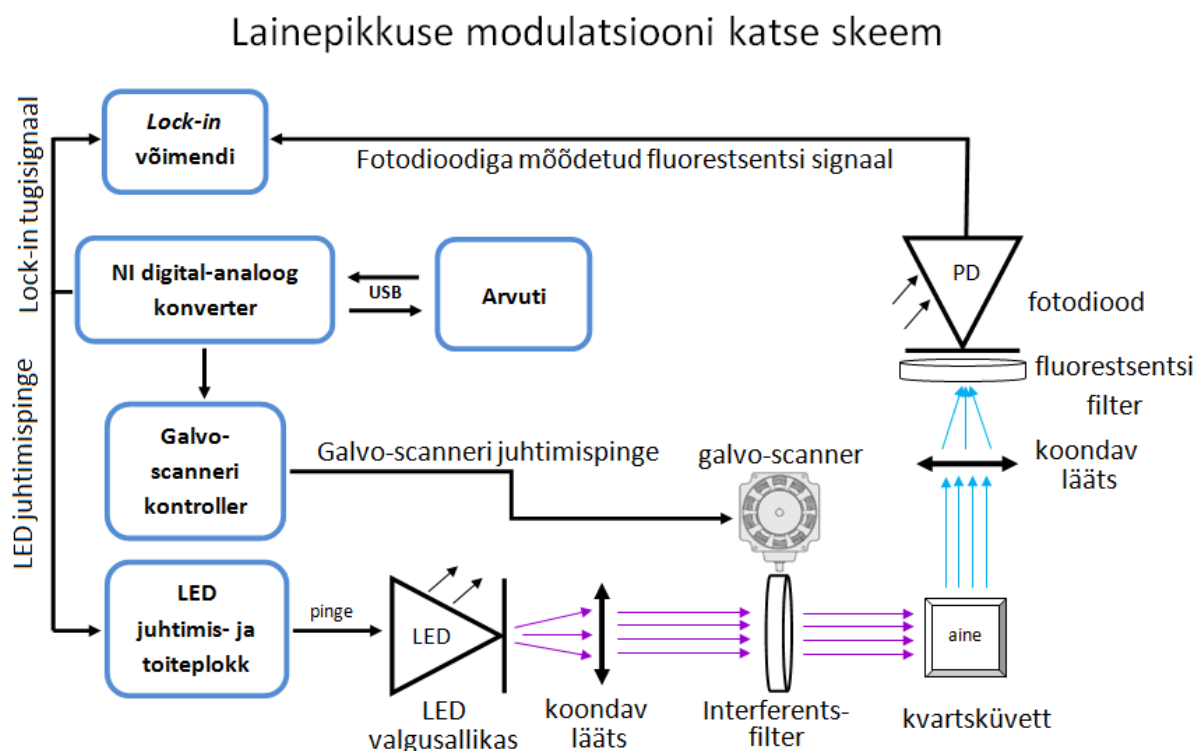 Lainepikkuse modulatsiooni katse skeem
Lock-in
võimendi
Fotodioodiga mõõdetud fluorestsentsi signaal
Lock-in tugisignaal
NI digital-analoog
konverter
USB
Arvuti
PD
fotodiood
fluorestsentsi
filter
LED juhtimispinge
Galvo-
scanneri
kontroller
Galvo-scanneri juhtimispinge
galvo-scanner
koondav
lääts
LED
juhtimis- ja
toiteplokk
pinge
LED
aine
LED
valgusallikas
koondav
lääts
Interferents-
filter
kvartsküvett